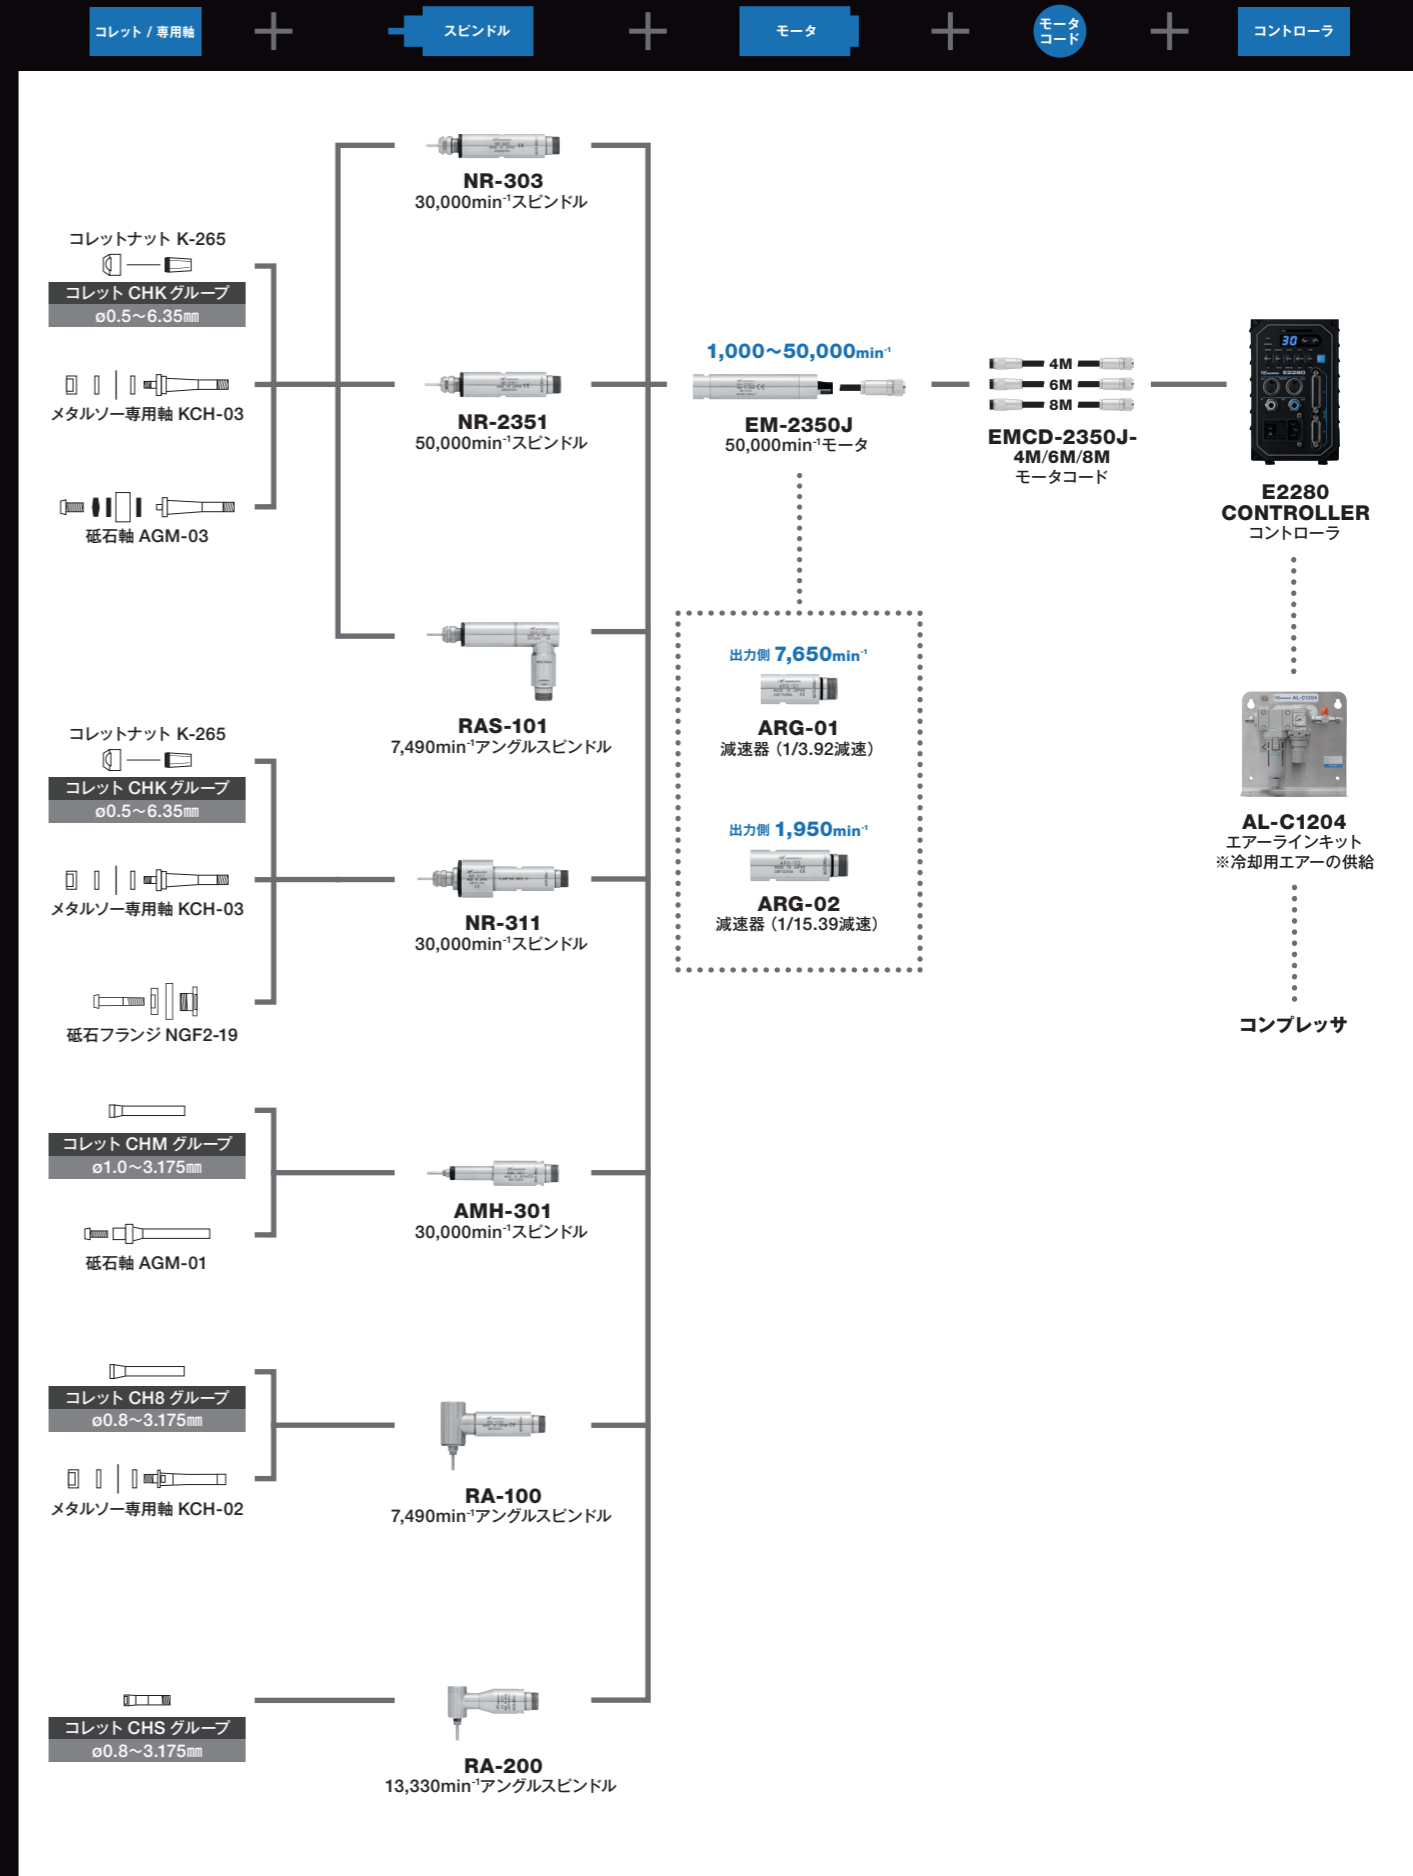 コレット / 専用軸
スピンドル
モータ
モータ
コード
コントローラ
NR-303
30,000min⁻¹スピンドル
コレットナット K-265
コレット CHK グループ
ø0.5〜6.35㎜
メタルソー専用軸 KCH-03
砥石軸 AGM-03
NR-2351
50,000min⁻¹スピンドル
RAS-101
7,490min⁻¹アングルスピンドル
1,000〜50,000min⁻¹
EM-2350J
50,000min⁻¹モータ
4M
6M
8M
EMCD-2350J-
4M/6M/8M
モータコード
30
E2280
E2280
CONTROLLER
コントローラ
出力側 7,650min⁻¹
ARG-01
ARG-01
減速器（1/3.92減速）
出力側 1,950min⁻¹
ARG-02
ARG-02
減速器（1/15.39減速）
AL-C1204
AL-C1204
エアーラインキット
※冷却用エアーの供給
コンプレッサ
コレットナット K-265
コレット CHK グループ
ø0.5〜6.35㎜
メタルソー専用軸 KCH-03
砥石フランジ NGF2-19
NR-311
30,000min⁻¹スピンドル
コレット CHM グループ
ø1.0〜3.175㎜
砥石軸 AGM-01
AMH-301
30,000min⁻¹スピンドル
コレット CH8 グループ
ø0.8〜3.175㎜
メタルソー専用軸 KCH-02
RA-100
7,490min⁻¹アングルスピンドル
コレット CHS グループ
ø0.8〜3.175㎜
RA-200
13,330min⁻¹アングルスピンドル